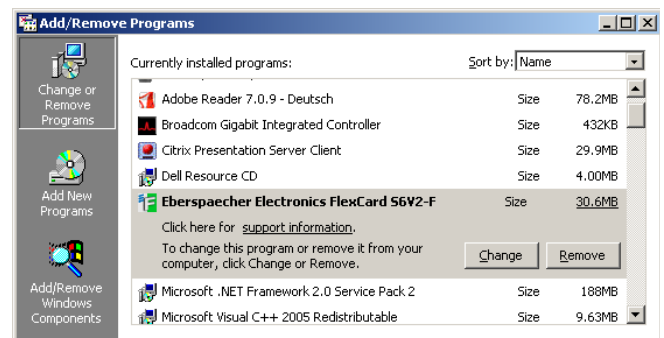 Add/Remove Programs
Change or
Remove
Programs
Add New
Programs
Add/Remove
Windows
Components
Currently installed programs:
Sort by: Name
Adobe Reader 7.0.9 - Deutsch Size 78.2MB
Broadcom Gigabit Integrated Controller Size 432KB
Citrix Presentation Server Client Size 29.9MB
Dell Resource CD Size 4.00MB
Eberspaecher Electronics FlexCard S6V2-F Size 30.6MB
Click here for support information.
To change this program or remove it from your
computer, click Change or Remove.
Change Remove
Microsoft .NET Framework 2.0 Service Pack 2 Size 188MB
Microsoft Visual C++ 2005 Redistributable Size 9.63MB